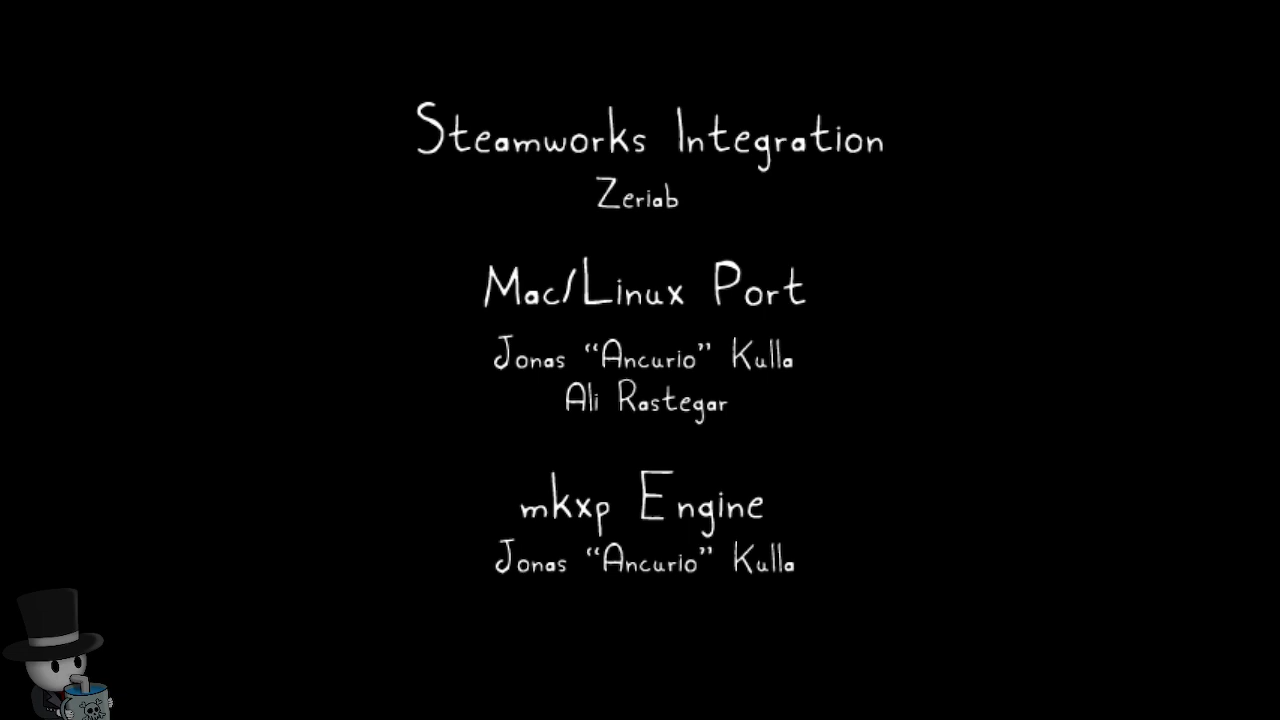 Steamworks Integration
Zeriab
Mac/Linux Port
Jonas “Ancurio” Kulla
Ali Rastegar
mkxp Engine
Jonas “Ancurio” Kulla